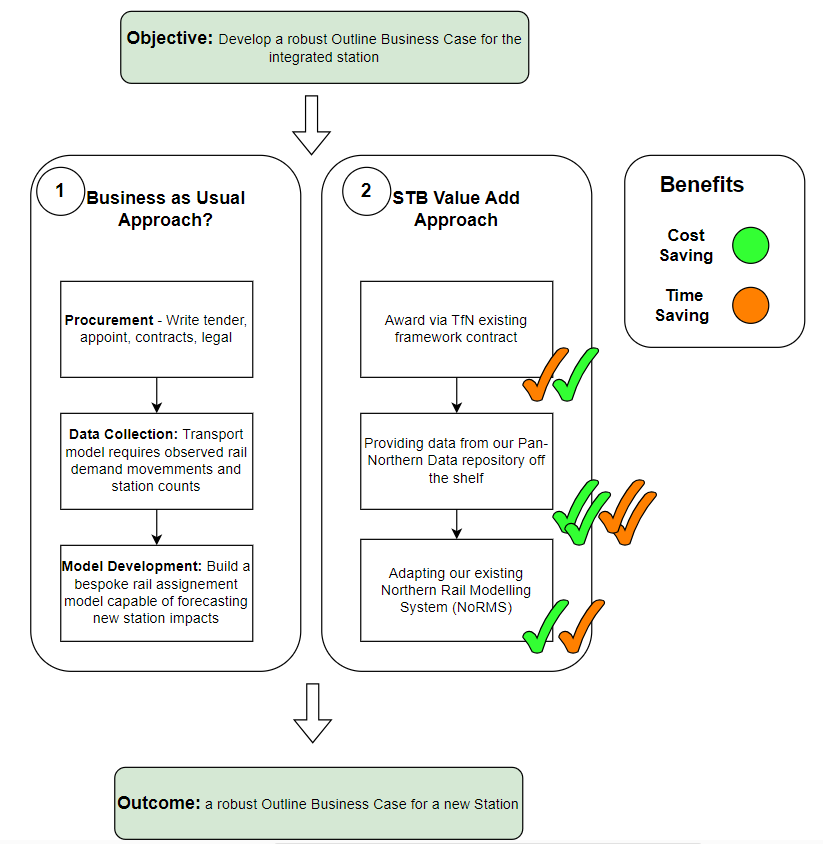 Objective: Develop a robust Outline Business Case for the
integrated station
1
Business as Usual
Approach?
Procurement - Write tender,
appoint, contracts, legal
Data Collection: Transport
model requires observed rail
demand movemments and
station counts
Model Development: Build a
bespoke rail assignement
model capable of forecasting
new station impacts
2
STB Value Add
Approach
Award via TfN existing
framework contract
Providing data from our Pan-
Northern Data repository off
the shelf
Adapting our existing
Northern Rail Modelling
System (NoRMS)
Benefits
Cost
Saving
Time
Saving
Outcome: a robust Outline Business Case for a new Station